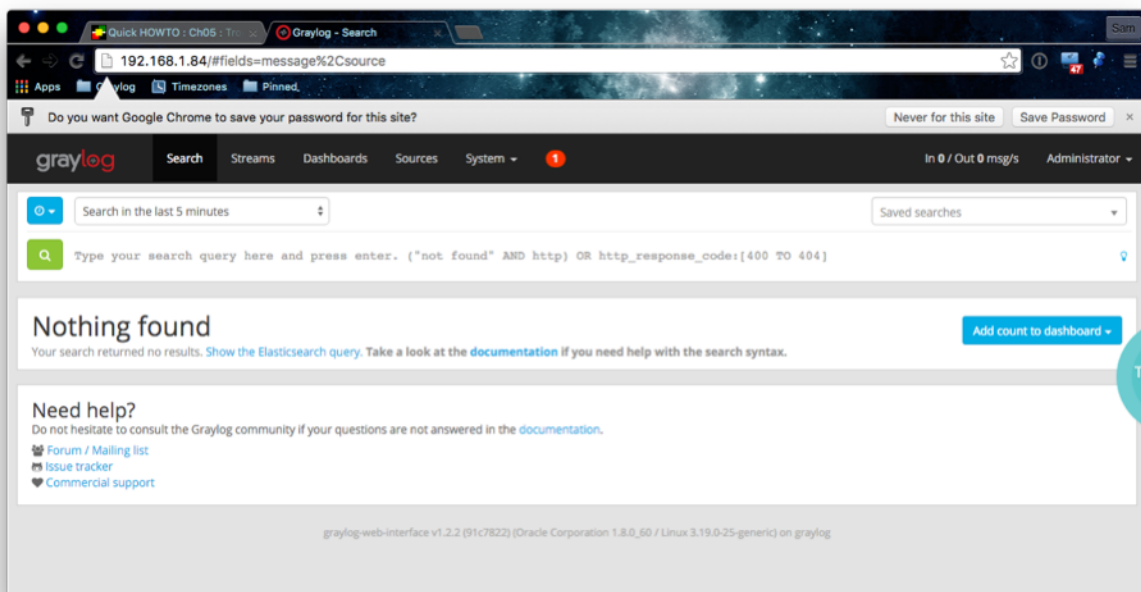 Quick HOWTO : Ch05 : Tro
Graylog - Search
Sam
192.168.1.84/#fields=message%2Csource
47
Apps
Timezones
Pinned
Do you want Google Chrome to save your password for this site?
Never for this site
Save Password
graylog
Search
Streams
Dashboards
Sources
System
1
In 0 / Out 0 msg/s
Administrator
Search in the last 5 minutes
Saved searches
Type your search query here and press enter. ("not found" AND http) OR http_response_code:[400 TO 404]
Nothing found
Add count to dashboard
Your search returned no results. Show the Elasticsearch query. Take a look at the documentation if you need help with the search syntax.
T
Need help?
Do not hesitate to consult the Graylog community if your questions are not answered in the documentation.
Forum / Mailing list
Issue tracker
Commercial support
graylog-web-interface v1.2.2 (91c7822) (Oracle Corporation 1.8.0_60 / Linux 3.19.0-25-generic) on graylog